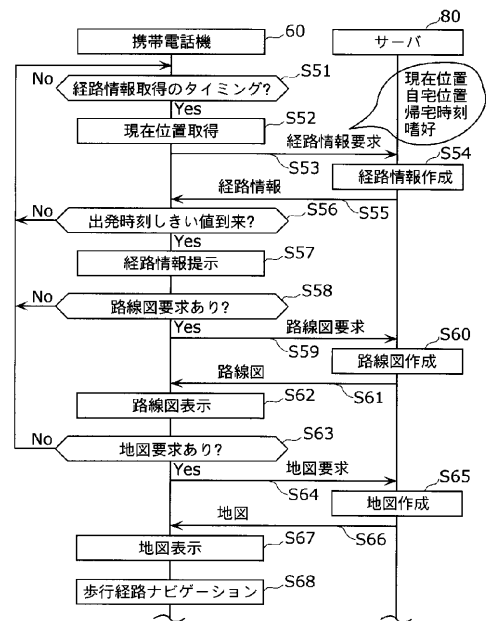 携帯電話機
60
サーバ
80
No
経路情報取得のタイミング?
S51
Yes
現在位置
自宅位置
帰宅時刻
嗜好
現在位置取得
S52
経路情報要求
S53
経路情報作成
S54
経路情報
S55
No
出発時刻しきい値到来?
S56
Yes
経路情報提示
S57
No
路線図要求あり?
S58
Yes
路線図要求
S59
路線図作成
S60
路線図
S61
路線図表示
S62
No
地図要求あり?
S63
Yes
地図要求
S64
地図作成
S65
地図
S66
地図表示
S67
歩行経路ナビゲーション
S68